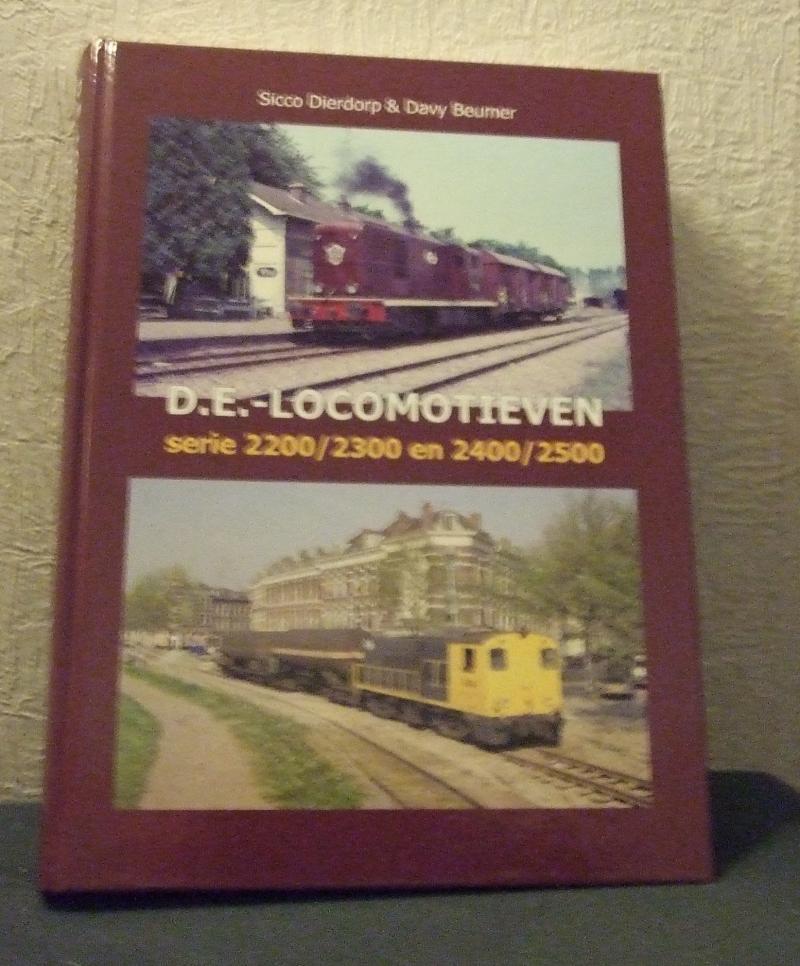 Sicco Dierdorp & Davy Beumer
D.E.-LOCOMOTIEVEN
serie 2200/2300 en 2400/2500